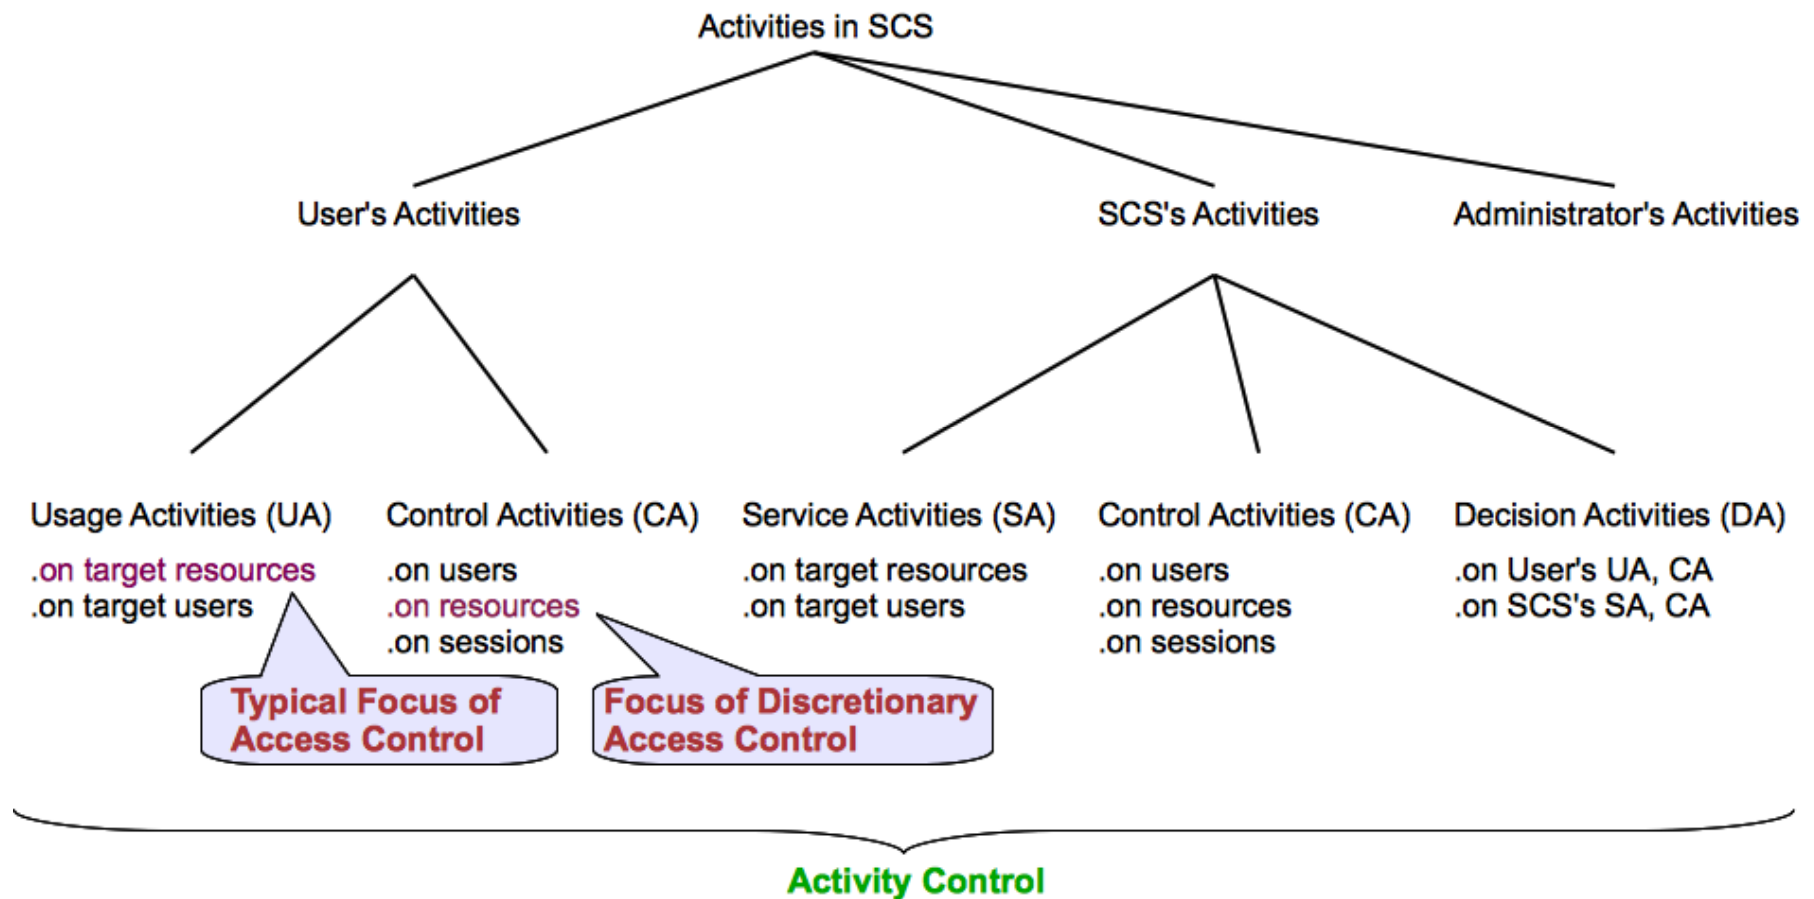 Activities in SCS
User's Activities
SCS's Activities
Administrator's Activities
Usage Activities (UA)
.on target resources
.on target users
Control Activities (CA)
.on users
.on resources
.on sessions
Service Activities (SA)
.on target resources
.on target users
Control Activities (CA)
.on users
.on resources
.on sessions
Decision Activities (DA)
.on User's UA, CA
.on SCS's SA, CA
Typical Focus of
Access Control
Focus of Discretionary
Access Control
Activity Control